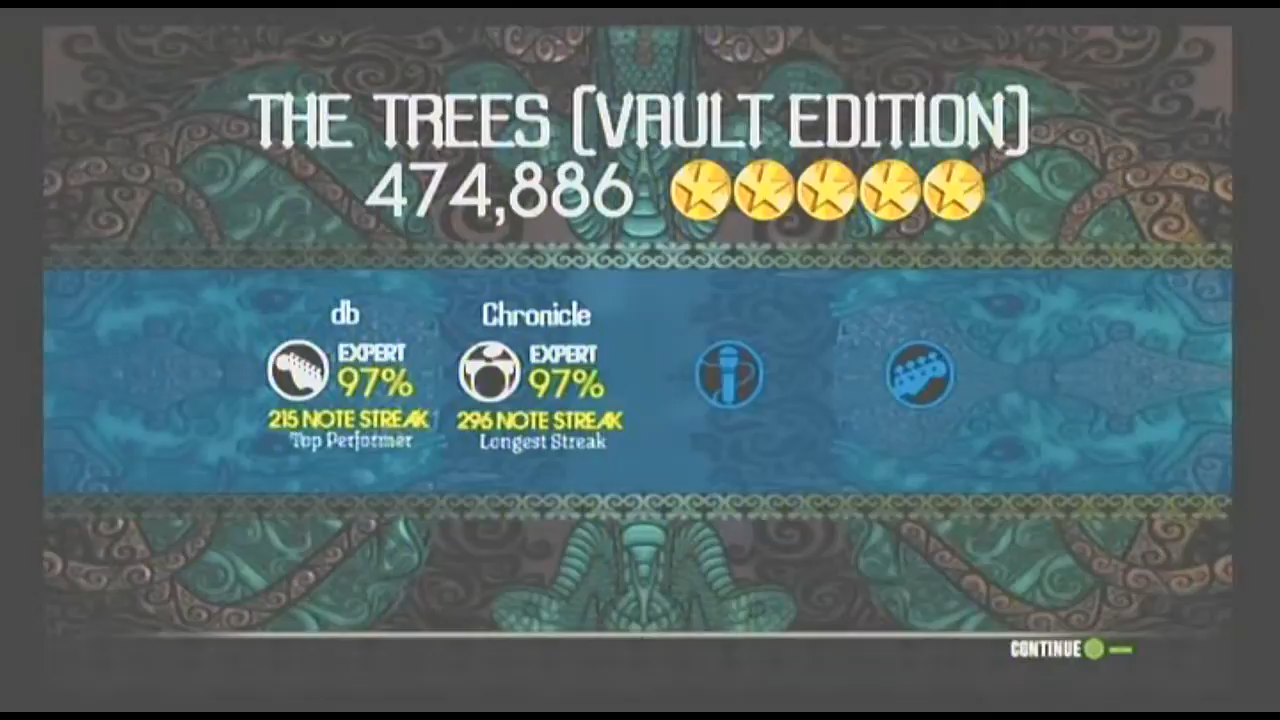 THE TREES (VAULT EDITION)
474,886
db
EXPERT
97%
215 NOTE STREAK
Top Performer
Chronicle
EXPERT
97%
296 NOTE STREAK
Longest Streak
CONTINUE